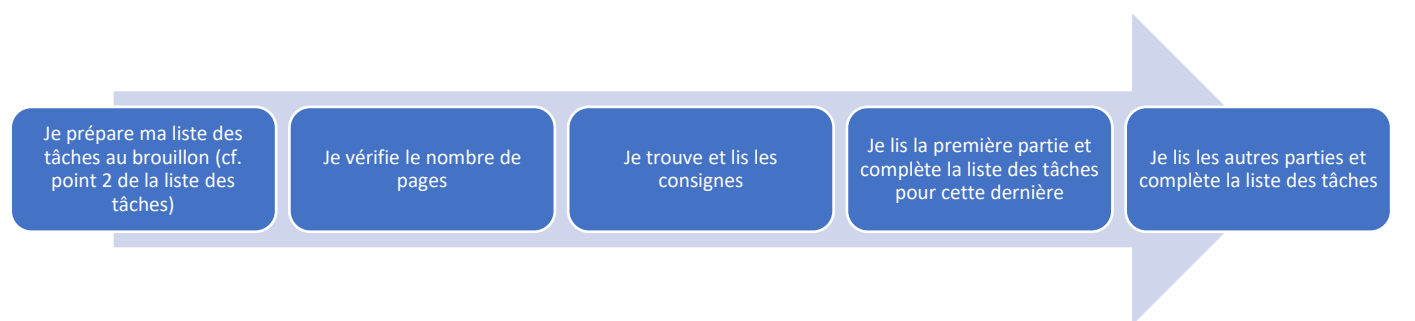 Je prépare ma liste des
tâches au brouillon (cf.
point 2 de la liste des
tâches)
Je vérifie le nombre de
pages
Je trouve et lis les
consignes
Je lis la première partie et
complète la liste des tâches
pour cette dernière
Je lis les autres parties et
complète la liste des tâches